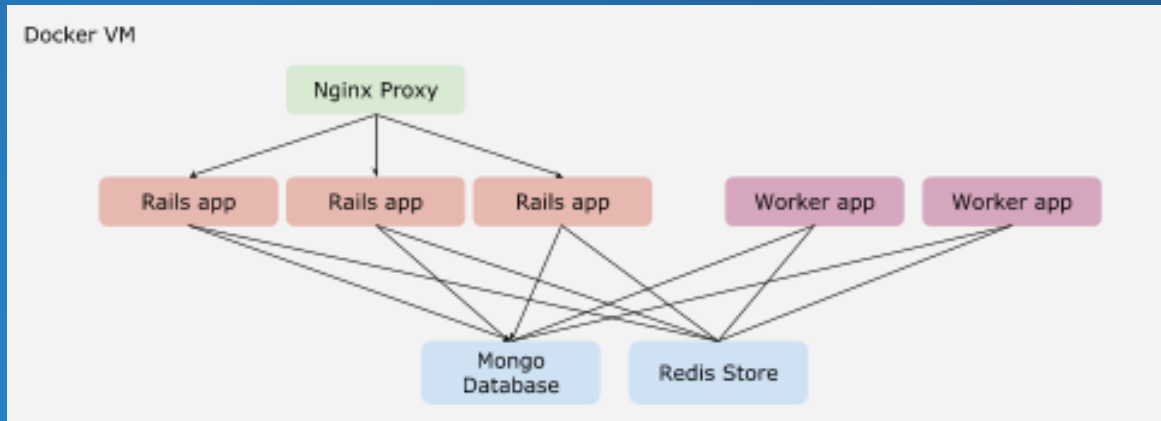 Docker VM
Nginx Proxy
Rails app
Rails app
Rails app
Worker app
Worker app
Mongo
Database
Redis Store